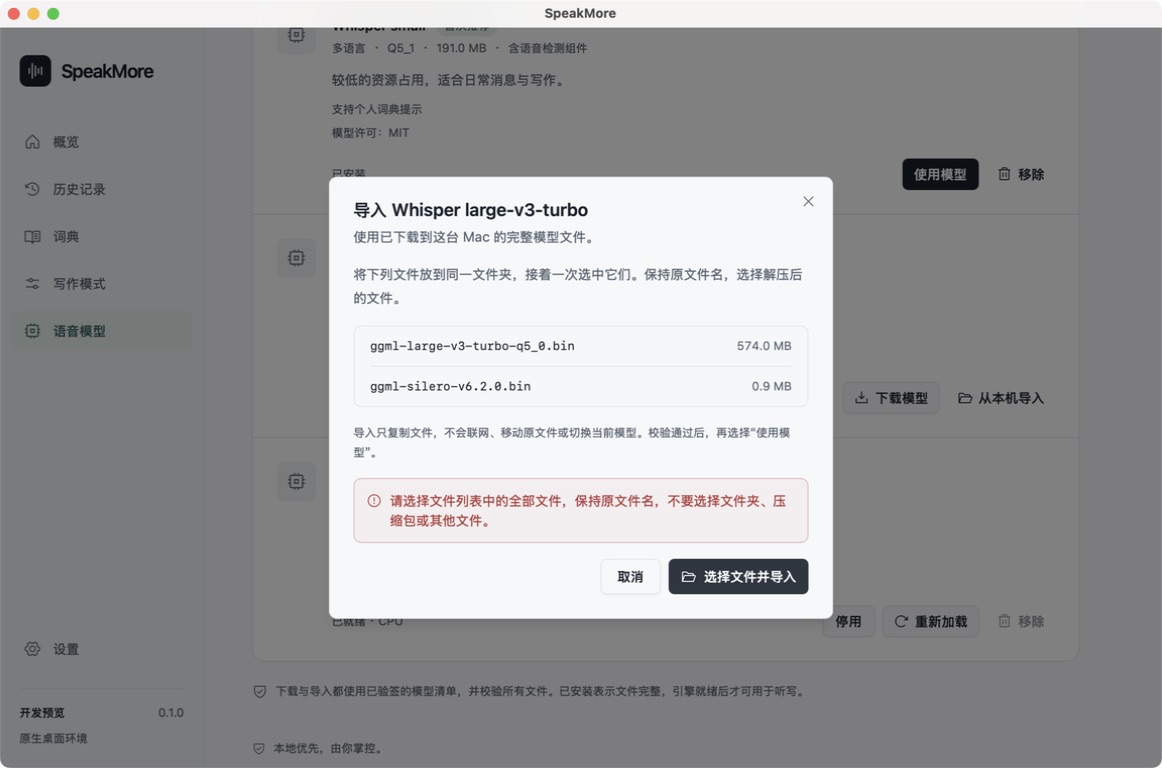 SpeakMore
SpeakMore
概览
历史记录
词典
写作模式
语音模型
设置
开发预览 0.1.0
原生桌面环境
Whisper small
多语言 · Q5_1 · 191.0 MB · 含语音检测组件
较低的资源占用，适合日常消息与写作。
支持个人词典提示
模型许可：MIT
已安装
使用模型 移除
导入 Whisper large-v3-turbo
使用已下载到这台 Mac 的完整模型文件。
将下列文件放到同一文件夹，接着一次选中它们。保持原文件名，选择解压后
的文件。
ggml-large-v3-turbo-q5_0.bin 574.0 MB
ggml-silero-v6.2.0.bin 0.9 MB
导入只复制文件，不会联网、移动原文件或切换当前模型。校验通过后，再选择“使用模
型”。
请选择文件列表中的全部文件，保持原文件名，不要选择文件夹、压
缩包或其他文件。
取消 选择文件并导入
下载模型 从本机导入
已就绪 · CPU
停用 重新加载 移除
下载与导入都使用已验签的模型清单，并校验所有文件。已安装表示文件完整，引擎就绪后才可用于听写。
本地优先，由你掌控。